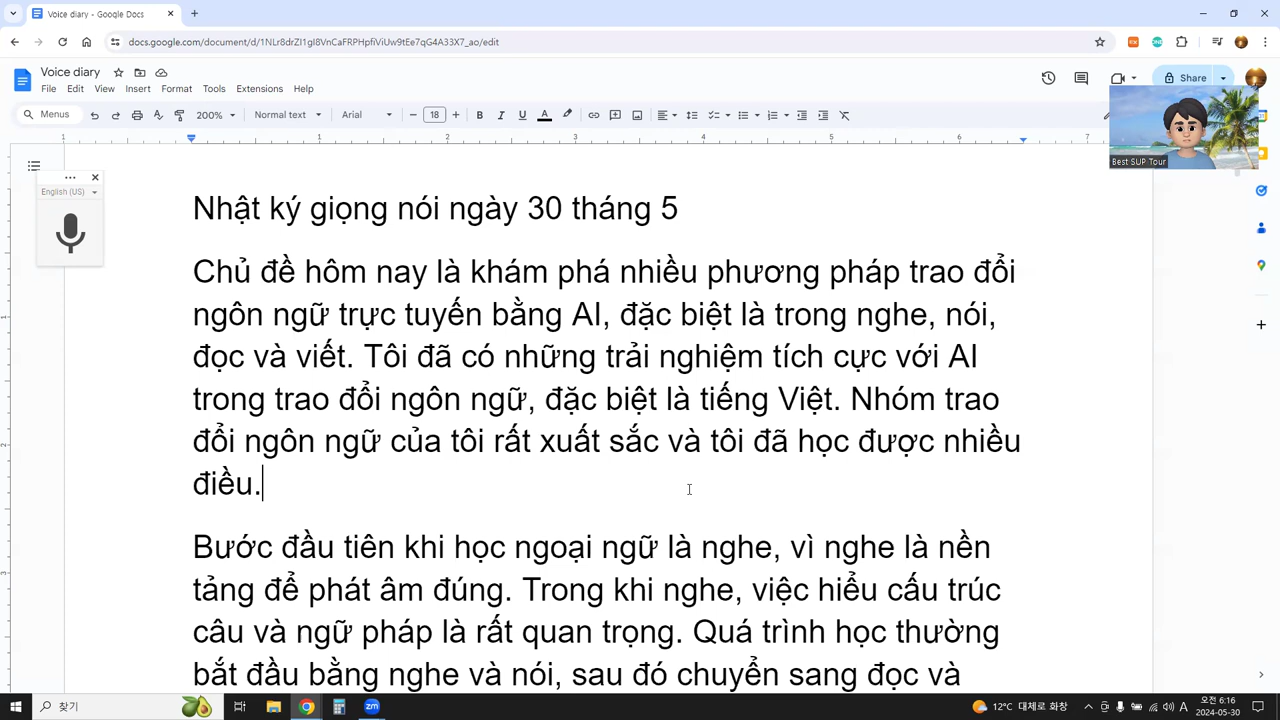 Voice diary - Google Docs
docs.google.com/document/d/1NLr8drZI1gI8VnCaFRPHpfiViUw9tEe7qG4A33X7_ao/edit
Voice diary
File Edit View Insert Format Tools Extensions Help
Share
Menus
200%
Normal text
Arial
18
Best SUP Tour
English (US)
Nhật ký giọng nói ngày 30 tháng 5
Chủ đề hôm nay là khám phá nhiều phương pháp trao đổi
ngôn ngữ trực tuyến bằng AI, đặc biệt là trong nghe, nói,
đọc và viết. Tôi đã có những trải nghiệm tích cực với AI
trong trao đổi ngôn ngữ, đặc biệt là tiếng Việt. Nhóm trao
đổi ngôn ngữ của tôi rất xuất sắc và tôi đã học được nhiều
điều.
Bước đầu tiên khi học ngoại ngữ là nghe, vì nghe là nền
tảng để phát âm đúng. Trong khi nghe, việc hiểu cấu trúc
câu và ngữ pháp là rất quan trọng. Quá trình học thường
bắt đầu bằng nghe và nói, sau đó chuyển sang đọc và
찾기
12°C 대체로 화창
오전 6:16
2024-05-30